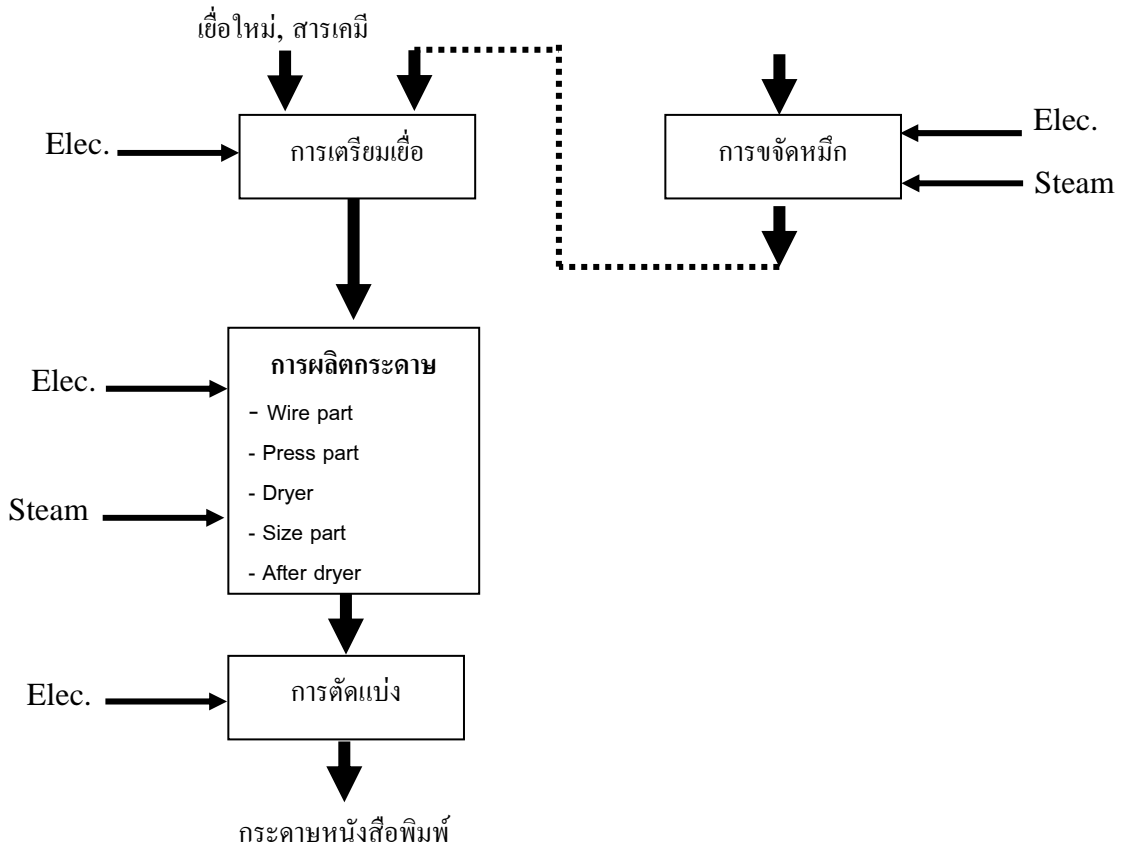 เยื่อใหม่, สารเคมี
Elec.
การเตรียมเยื่อ
การขจัดหมึก
Elec.
Steam
การผลิตกระดาษ
Elec.
- Wire part
- Press part
- Dryer
Steam
- Size part
- After dryer
การตัดแบ่ง
Elec.
กระดาษหนังสือพิมพ์